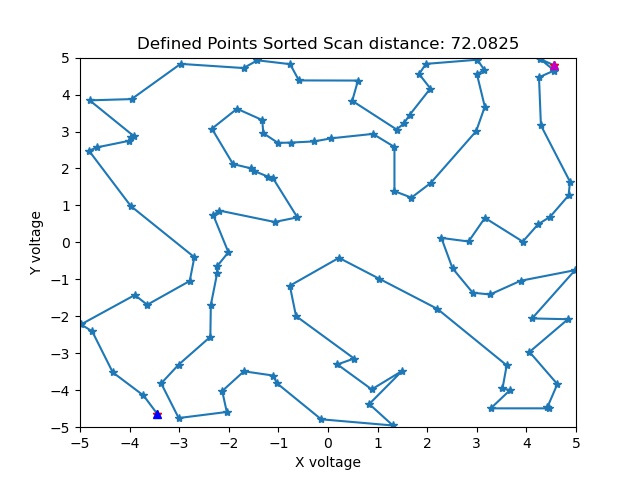 Defined Points Sorted Scan distance: 72.0825
5
4
3
2
1
0
−1
−2
−3
−4
−5
Y voltage
−5 −4 −3 −2 −1 0 1 2 3 4 5
X voltage